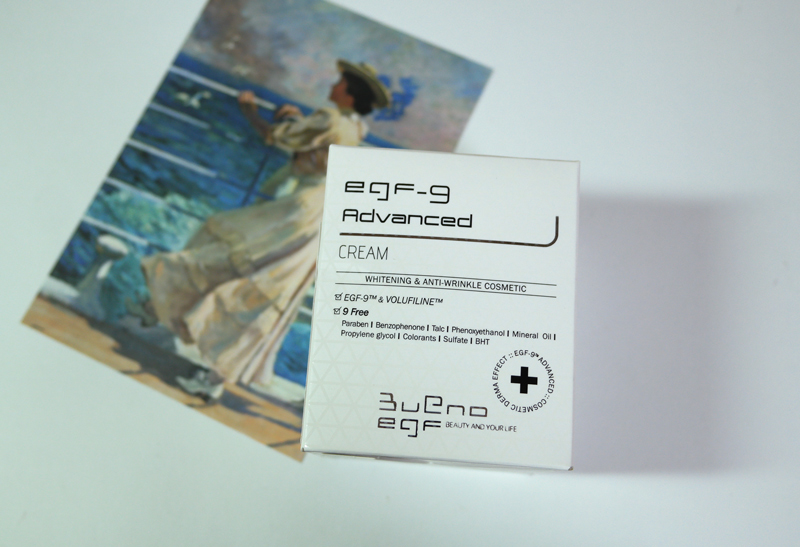 egf-9
Advanced
CREAM
WHITENING & ANTI-WRINKLE COSMETIC
☑ EGF-9™ & VOLUFILINE™
☑ 9 Free
Paraben I Benzophenone I Talc I Phenoxyethanol I Mineral Oil I
Propylene glycol I Colorants I Sulfate I BHT
:: EGF-9™ ADVANCED :: COSMETIC DERMA EFFECT
Bueno
egf BEAUTY AND YOUR LIFE